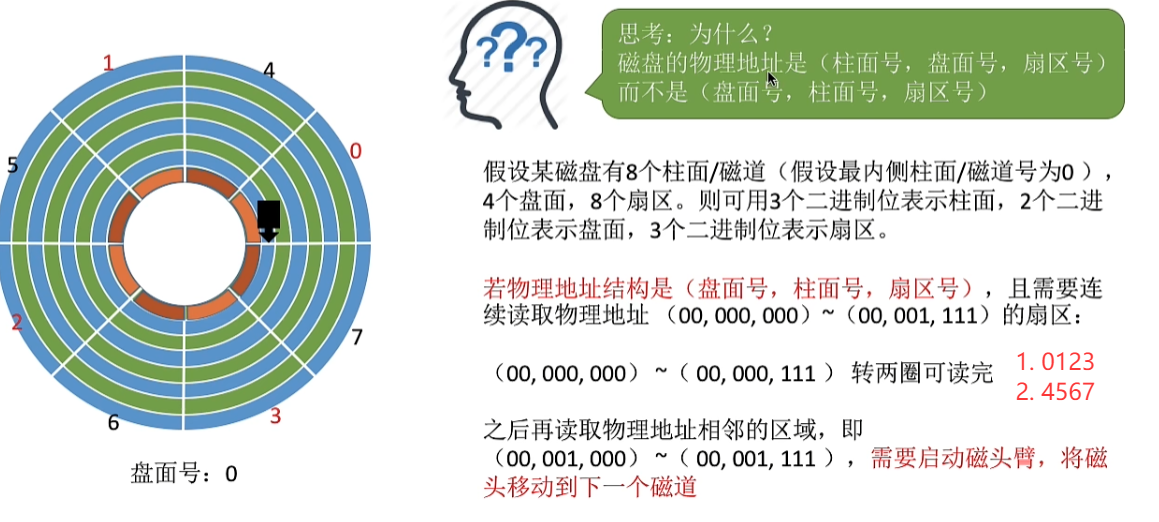 1
4
0
5
2
7
6
3
盘面号：0
???
思考：为什么？
磁盘的物理地址是（柱面号，盘面号，扇区号）
而不是（盘面号，柱面号，扇区号）
假设某磁盘有8个柱面/磁道（假设最内侧柱面/磁道号为0 ），
4个盘面，8个扇区。则可用3个二进制位表示柱面，2个二进
制位表示盘面，3个二进制位表示扇区。
若物理地址结构是（盘面号，柱面号，扇区号），且需要连
续读取物理地址 （00, 000, 000）~（00, 001, 111）的扇区：
（00, 000, 000） ~（ 00, 000, 111 ） 转两圈可读完
1. 0123
2. 4567
之后再读取物理地址相邻的区域，即
（00, 001, 000） ~（ 00, 001, 111 ），需要启动磁头臂，将磁
头移动到下一个磁道